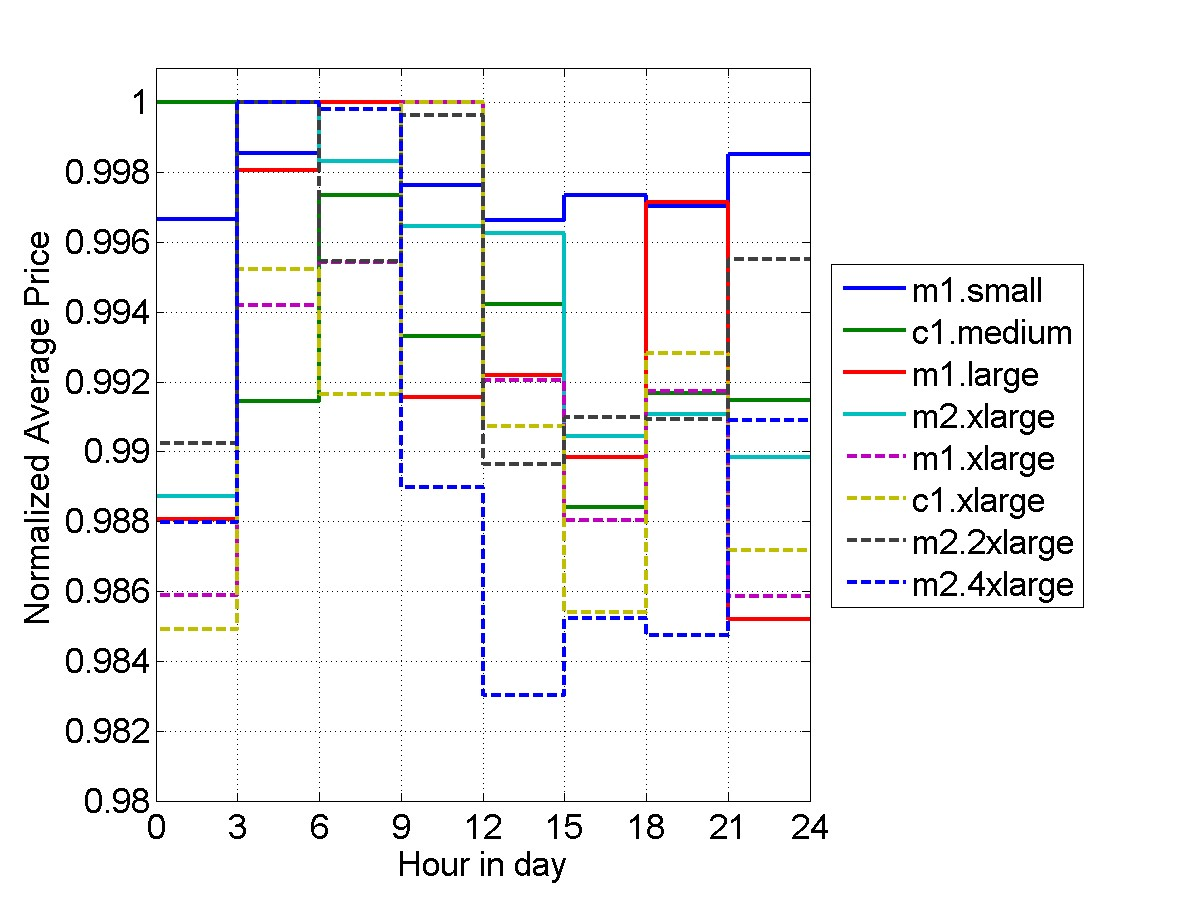 Normalized Average Price
1
0.998
0.996
0.994
0.992
0.99
0.988
0.986
0.984
0.982
0.98
0 3 6 9 12 15 18 21 24
Hour in day
m1.small
c1.medium
m1.large
m2.xlarge
m1.xlarge
c1.xlarge
m2.2xlarge
m2.4xlarge